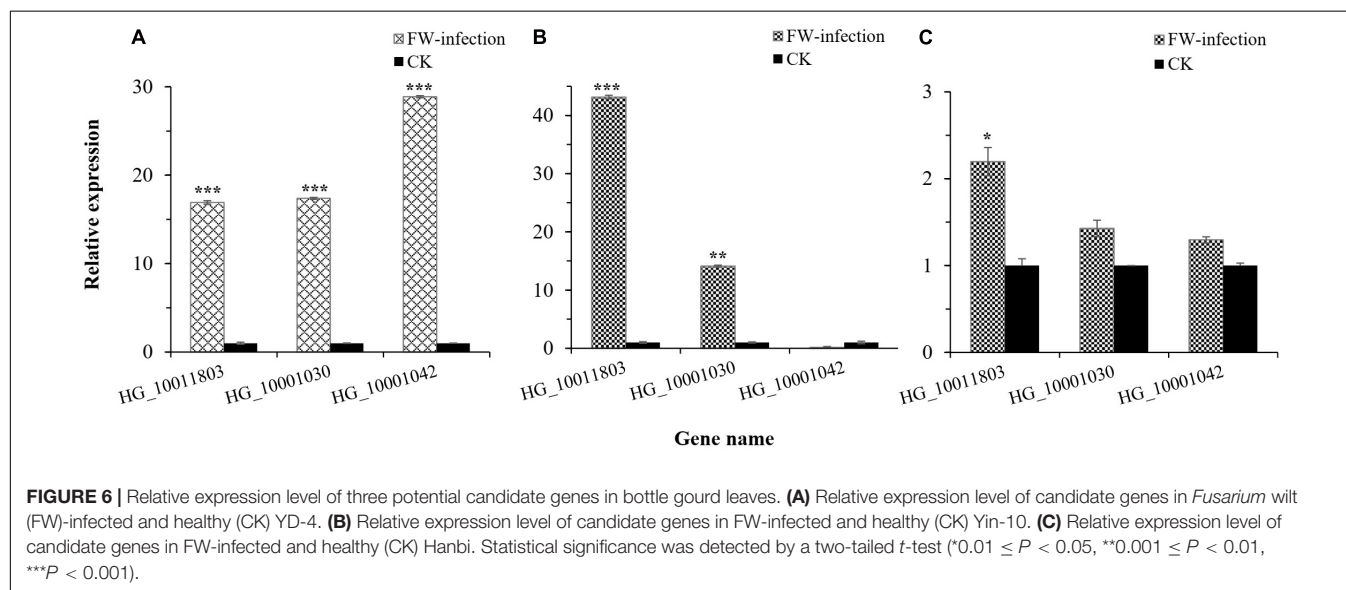 A
FW-infection
CK
***
***
***
30
20
10
0
Relative expression
HG_10011803
HG_10001030
HG_10001042
B
FW-infection
CK
***
**
40
30
20
10
0
HG_10011803
HG_10001030
HG_10001042
C
FW-infection
CK
*
3
2
1
0
HG_10011803
HG_10001030
HG_10001042
Gene name
FIGURE 6 | Relative expression level of three potential candidate genes in bottle gourd leaves. (A) Relative expression level of candidate genes in Fusarium wilt
(FW)-infected and healthy (CK) YD-4. (B) Relative expression level of candidate genes in FW-infected and healthy (CK) Yin-10. (C) Relative expression level of
candidate genes in FW-infected and healthy (CK) Hanbi. Statistical significance was detected by a two-tailed t-test (*0.01 ≤ P < 0.05, **0.001 ≤ P < 0.01,
***P < 0.001).